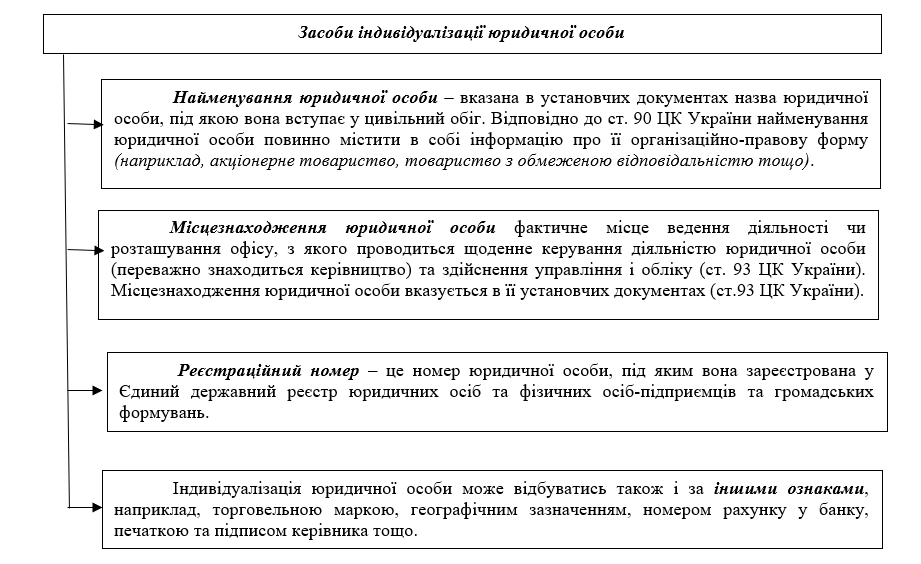 Засоби індивідуалізації юридичної особи
Найменування юридичної особи – вказана в установчих документах назва юридичної
особи, під якою вона вступає у цивільний обіг. Відповідно до ст. 90 ЦК України найменування
юридичної особи повинно містити в собі інформацію про її організаційно-правову форму
(наприклад, акціонерне товариство, товариство з обмеженою відповідальністю тощо).
Місцезнаходження юридичної особи фактичне місце ведення діяльності чи
розташування офісу, з якого проводиться щоденне керування діяльністю юридичної особи
(переважно знаходиться керівництво) та здійснення управління і обліку (ст. 93 ЦК України).
Місцезнаходження юридичної особи вказується в її установчих документах (ст.93 ЦК України).
Реєстраційний номер – це номер юридичної особи, під яким вона зареєстрована у
Єдиний державний реєстр юридичних осіб та фізичних осіб-підприємців та громадських
формувань.
Індивідуалізація юридичної особи може відбуватись також і за іншими ознаками,
наприклад, торговельною маркою, географічним зазначенням, номером рахунку у банку,
печаткою та підписом керівника тощо.